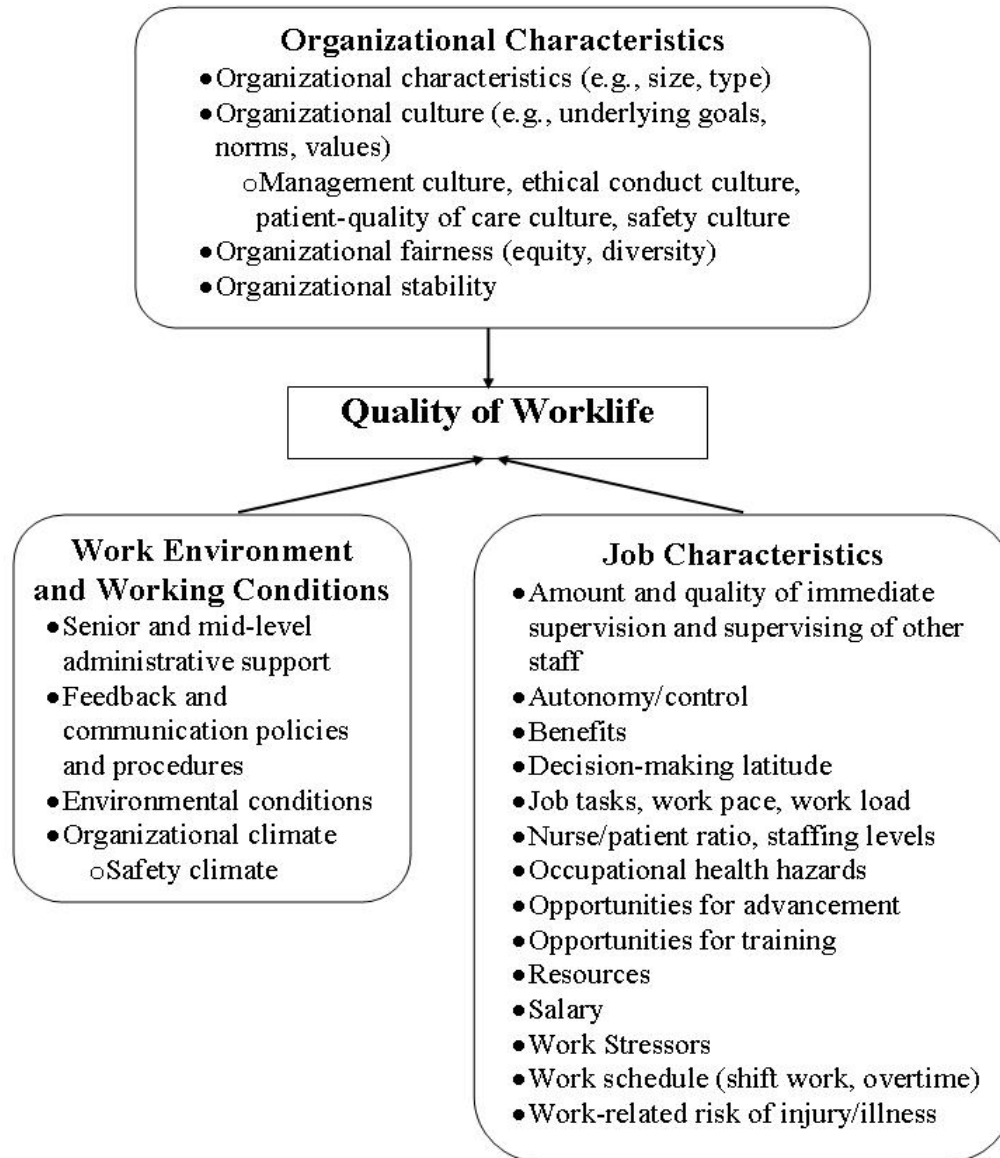 Organizational Characteristics
●Organizational characteristics (e.g., size, type)
●Organizational culture (e.g., underlying goals,
norms, values)
oManagement culture, ethical conduct culture,
patient-quality of care culture, safety culture
●Organizational fairness (equity, diversity)
●Organizational stability
Quality of Worklife
Work Environment
and Working Conditions
●Senior and mid-level
administrative support
●Feedback and
communication policies
and procedures
●Environmental conditions
●Organizational climate
oSafety climate
Job Characteristics
●Amount and quality of immediate
supervision and supervising of other
staff
●Autonomy/control
●Benefits
●Decision-making latitude
●Job tasks, work pace, work load
●Nurse/patient ratio, staffing levels
●Occupational health hazards
●Opportunities for advancement
●Opportunities for training
●Resources
●Salary
●Work Stressors
●Work schedule (shift work, overtime)
●Work-related risk of injury/illness